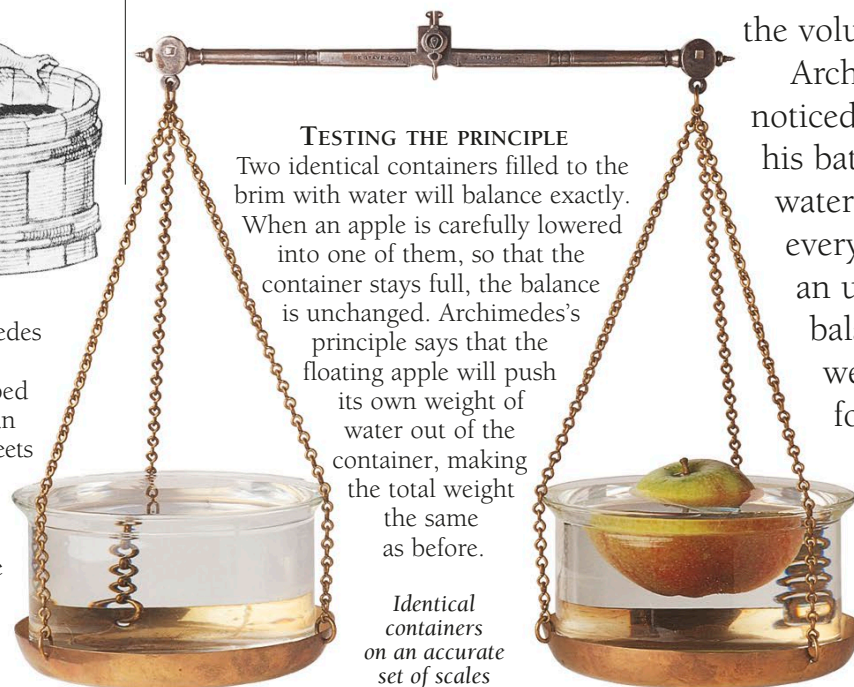 TESTING THE PRINCIPLE
Two identical containers filled to the
brim with water will balance exactly.
When an apple is carefully lowered
into one of them, so that the
container stays full, the balance
is unchanged. Archimedes's
principle says that the
floating apple will push
its own weight of
water out of the
container, making
the total weight
the same
as before.
Identical
containers
on an accurate
set of scales
the volu
Arch
noticed
his bat
water
every
an u
bal
we
fo
edes
ped
n
eets
e